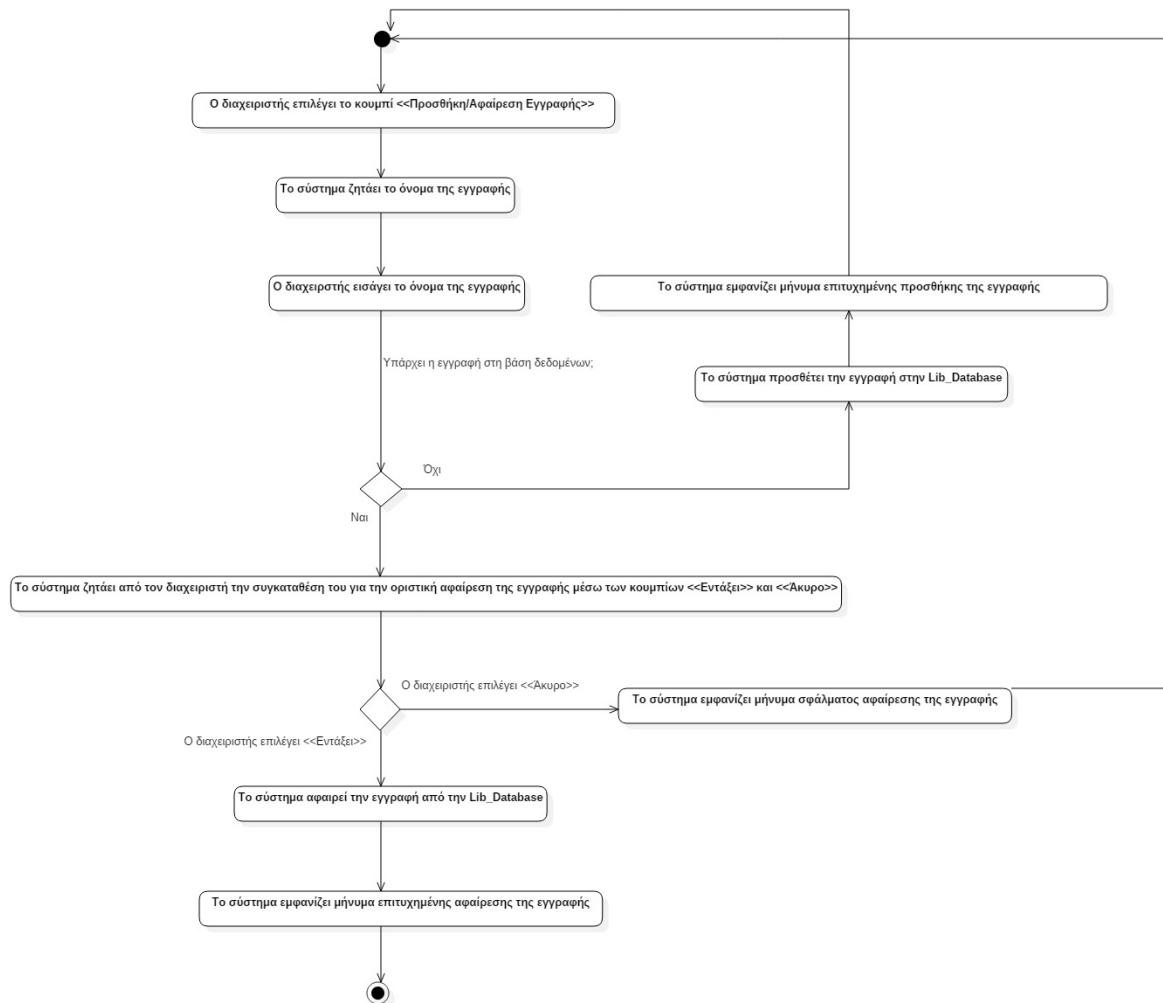 Ο διαχειριστής επιλέγει το κουμπί <<Προσθήκη/Αφαίρεση Εγγραφής>>
Το σύστημα ζητάει το όνομα της εγγραφής
Ο διαχειρστής εισάγει το όνομα της εγγραφής
Το σύστημα εμφανίζει μήνυμα επιτυχημένης προσθήκης της εγγραφής
Υπάρχει η εγγραφή στη βάση δεδομένων;
Το σύστημα προσθέτει την εγγραφή στην Lib_Database
Όχι
Ναι
Το σύστημα ζητάει από τον διαχειριστή την συγκαταθέση του για την οριστική αφαίρεση της εγγραφής μέσω των κουμπίων <<Εντάξει>> και <<Άκυρο>>
Ο διαχειριστής επιλέγει <<Άκυρο>>
Το σύστημα εμφανίζει μήνυμα σφάλματος αφαίρεσης της εγγραφής
Ο διαχειριστής επιλέγει <<Εντάξει>>
Το σύστημα αφαιρεί την εγγραφή από την Lib_Database
Το σύστημα εμφανίζει μήνυμα επιτυχημένης αφαίρεσης της εγγραφής